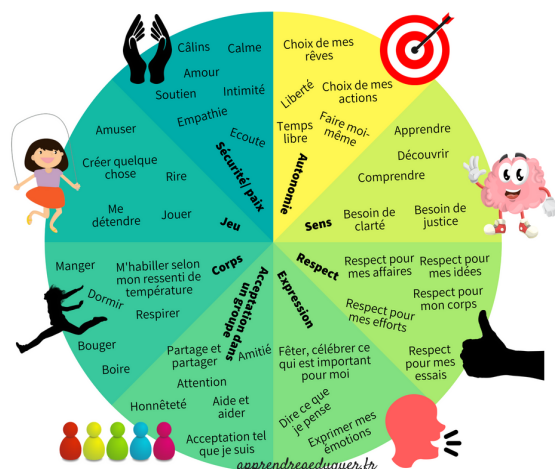 Câlins
Calme
Amour
Soutien
Intimité
Empathie
Ecoute
Sécurité/ paix
Choix de mes
rêves
Liberté
Choix de mes
actions
Temps
libre
Faire moi-
même
Autonomie
Apprendre
Découvrir
Comprendre
Besoin de
clarté
Besoin de
justice
Sens
Respect
Respect pour
mes affaires
Respect pour
mes idées
Respect pour
mon corps
Respect pour
mes efforts
Respect
pour mes
essais
Expression
Fêter, célébrer ce
qui est important
pour moi
Dire ce que
je pense
Exprimer mes
émotions
Acceptation dans
un groupe
Partage et
partager
Amitié
Attention
Honnêteté
Aide et
aider
Acceptation tel
que je suis
Corps
Manger
M'habiller selon
mon ressenti de
température
Dormir
Respirer
Bouger
Boire
Jeu
Amuser
Créer quelque
chose
Rire
Me
détendre
Jouer
apprendreaeduquer.fr